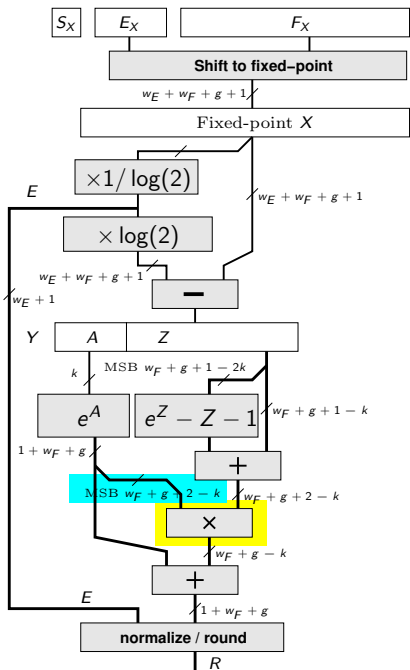 S_X E_X F_X
Shift to fixed–point
w_E + w_F + g + 1
Fixed-point X
×1/ log(2)
E
w_E + w_F + g + 1
× log(2)
w_E + w_F + g + 1
−
w_E + 1
Y A Z
MSB w_F + g + 1 − 2k
k
e^A e^Z − Z − 1
w_F + g + 1 − k
1 + w_F + g
+
MSB w_F + g + 2 − k
w_F + g + 2 − k
×
w_F + g − k
+
E
1 + w_F + g
normalize / round
R